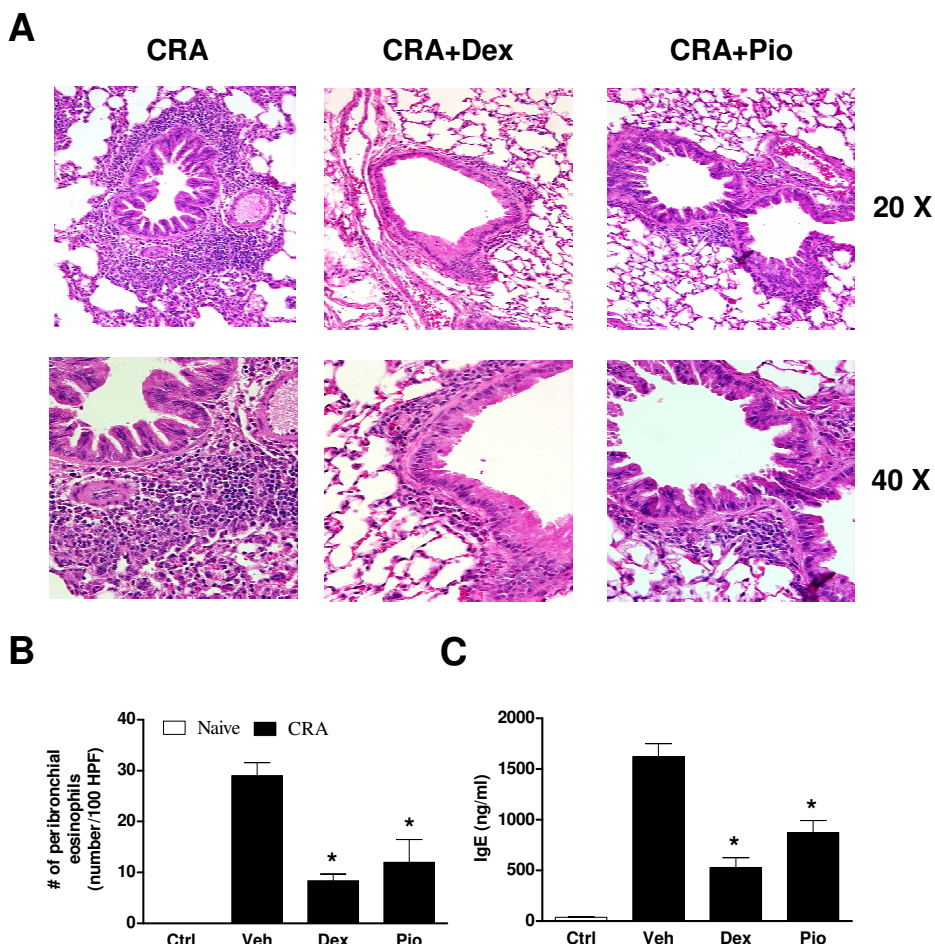 A
CRA CRA+Dex CRA+Pio
20 X
40 X
B
C
# of peribronchial
eosinophils
(number/100 HPF)
40
30
20
10
0
Naive CRA
*
*
Ctrl Veh Dex Pio
IgE (ng/ml)
2000
1500
1000
500
0
*
*
Ctrl Veh Dex Pio